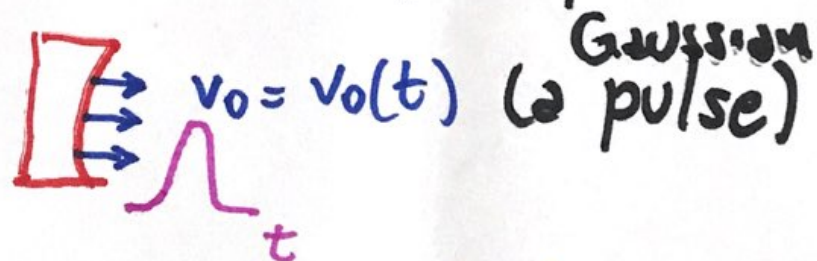 Gaussian
v₀ = v₀(t) (a pulse)
t